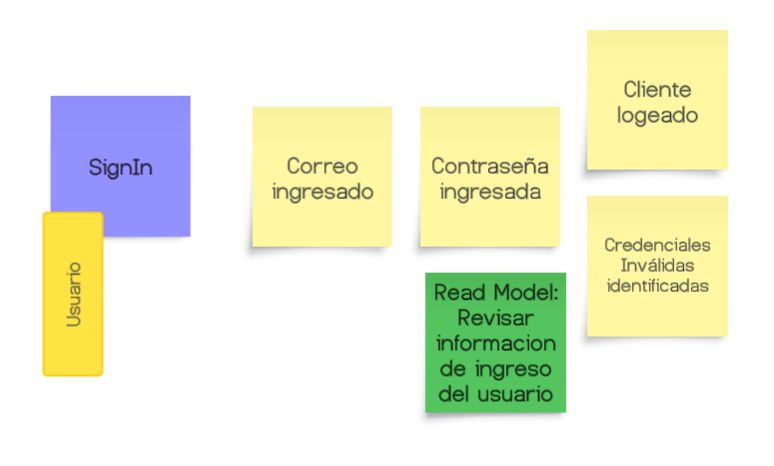 SignIn
Usuario
Correo
ingresado
Contraseña
ingresada
Cliente
logeado
Credenciales
Inválidas
identificadas
Read Model:
Revisar
informacion
de ingreso
del usuario